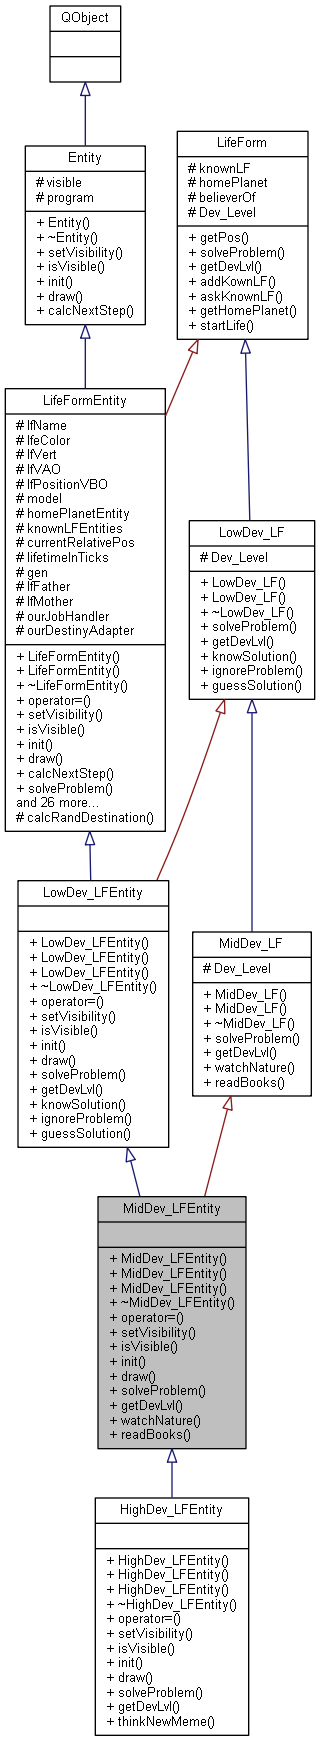 QObject
Entity
# visible
# program
+ Entity()
+ ~Entity()
+ setVisibility()
+ isVisible()
+ init()
+ draw()
+ calcNextStep()
LifeForm
# knownLF
# homePlanet
# believerOf
# Dev_Level
+ getPos()
+ solveProblem()
+ getDevLvl()
+ addKownLF()
+ askKnownLF()
+ getHomePlanet()
+ startLife()
LifeFormEntity
# lfName
# lfeColor
# lfVert
# lfVAO
# lfPositionVBO
# model
# homePlanetEntity
# knownLFEntities
# currentRelativePos
# lifetimeInTicks
# gen
# lfFather
# lfMother
# ourJobHandler
# ourDestinyAdapter
+ LifeFormEntity()
+ LifeFormEntity()
+ ~LifeFormEntity()
+ operator=()
+ setVisibility()
+ isVisible()
+ init()
+ draw()
+ calcNextStep()
+ solveProblem()
and 26 more...
# calcRandDestination()
LowDev_LF
# Dev_Level
+ LowDev_LF()
+ LowDev_LF()
+ ~LowDev_LF()
+ solveProblem()
+ getDevLvl()
+ knowSolution()
+ ignoreProblem()
+ guessSolution()
LowDev_LFEntity
+ LowDev_LFEntity()
+ LowDev_LFEntity()
+ LowDev_LFEntity()
+ ~LowDev_LFEntity()
+ operator=()
+ setVisibility()
+ isVisible()
+ init()
+ draw()
+ solveProblem()
+ getDevLvl()
+ knowSolution()
+ ignoreProblem()
+ guessSolution()
MidDev_LF
# Dev_Level
+ MidDev_LF()
+ MidDev_LF()
+ ~MidDev_LF()
+ solveProblem()
+ getDevLvl()
+ watchNature()
+ readBooks()
MidDev_LFEntity
+ MidDev_LFEntity()
+ MidDev_LFEntity()
+ MidDev_LFEntity()
+ ~MidDev_LFEntity()
+ operator=()
+ setVisibility()
+ isVisible()
+ init()
+ draw()
+ solveProblem()
+ getDevLvl()
+ watchNature()
+ readBooks()
HighDev_LFEntity
+ HighDev_LFEntity()
+ HighDev_LFEntity()
+ HighDev_LFEntity()
+ ~HighDev_LFEntity()
+ operator=()
+ setVisibility()
+ isVisible()
+ init()
+ draw()
+ solveProblem()
+ getDevLvl()
+ thinkNewMeme()